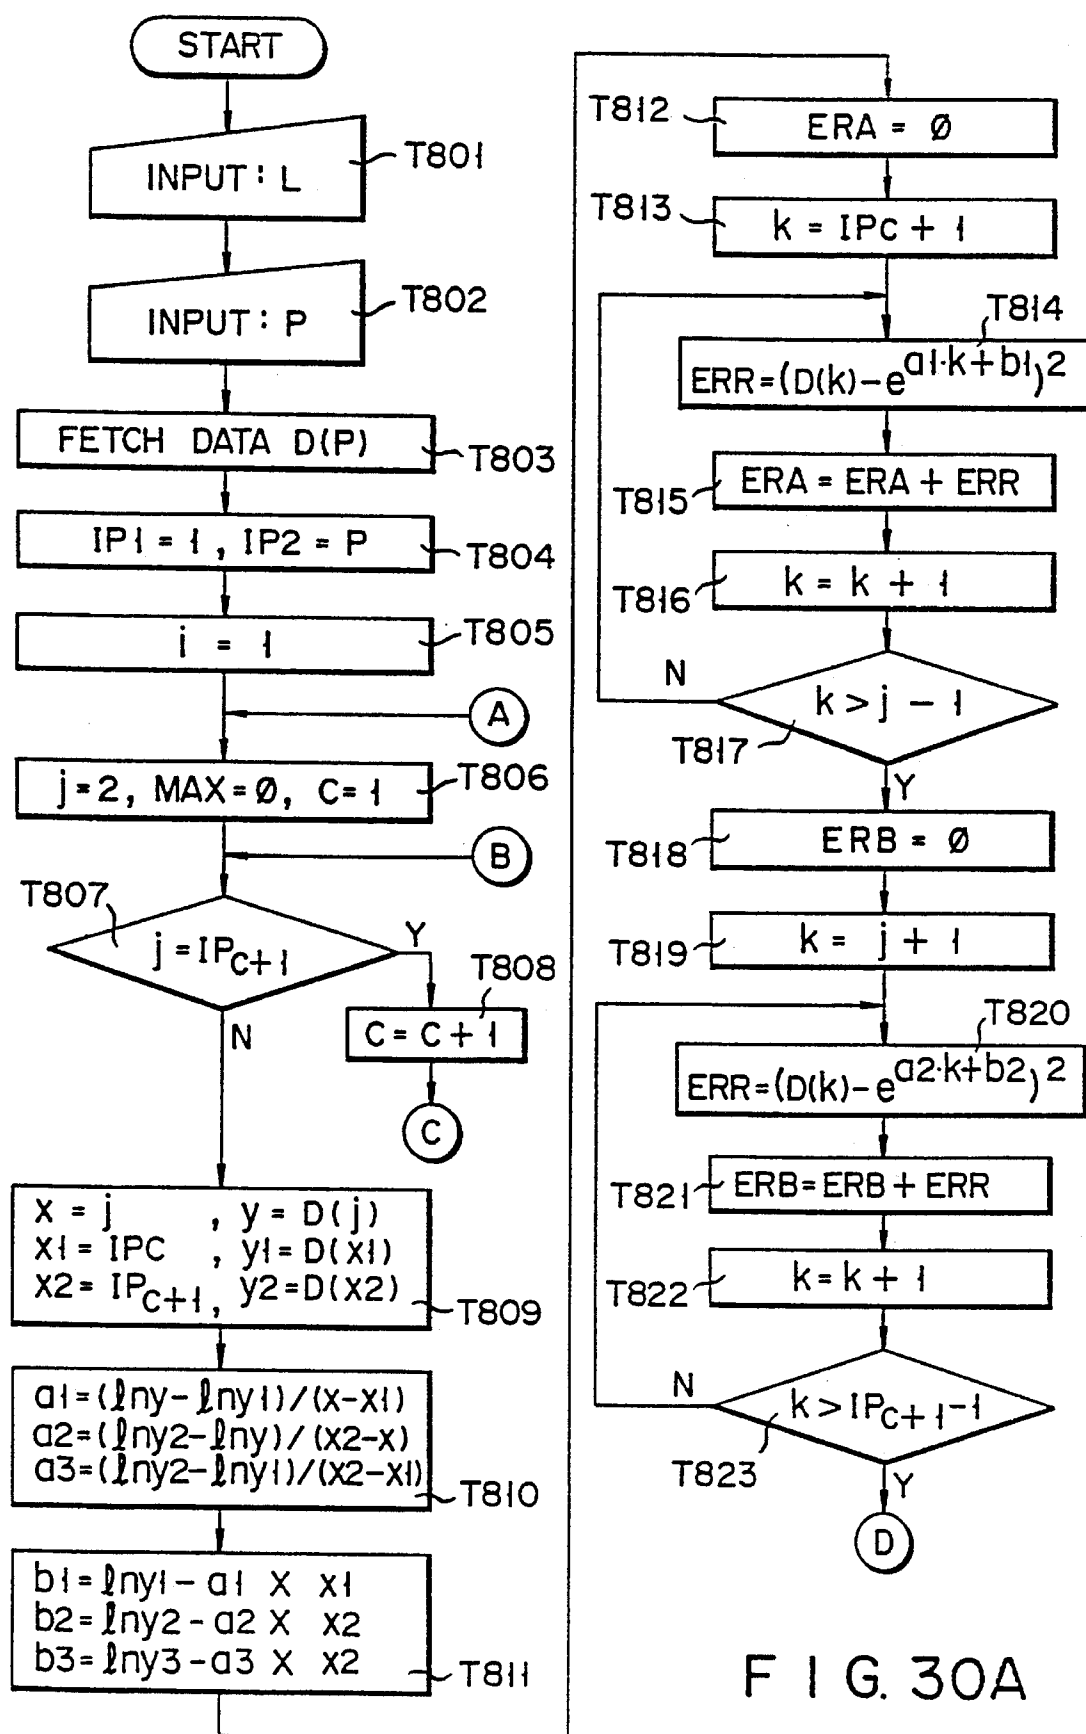 START
INPUT : L
T801
INPUT : P
T802
FETCH DATA D(P)
T803
IP1 = 1 , IP2 = P
T804
i = 1
T805
A
j=2, MAX=Ø, C=1
T806
B
T807
j = IPC+1
Y
N
T808
C = C + 1
C
x = j , y = D(j)
x1 = IPC , y1 = D(x1)
x2 = IPC+1, y2 = D(x2)
T809
a1=(ℓny-ℓny1)/(x-x1)
a2=(ℓny2-ℓny)/(x2-x)
a3=(ℓny2-ℓny1)/(x2-x1)
T810
b1=ℓny1-a1 X x1
b2=ℓny2-a2 X x2
b3=ℓny3-a3 X x2
T811
T812
ERA = Ø
T813
k = IPc + 1
T814
ERR=(D(k)-e^a1·k+b1)^2
T815
ERA = ERA + ERR
T816
k = k + 1
N
k > j - 1
T817
Y
T818
ERB = Ø
T819
k = j + 1
T820
ERR=(D(k)-e^a2·k+b2)^2
T821
ERB=ERB + ERR
T822
k = k + 1
N
k > IPC+1-1
T823
Y
D
F I G. 30A